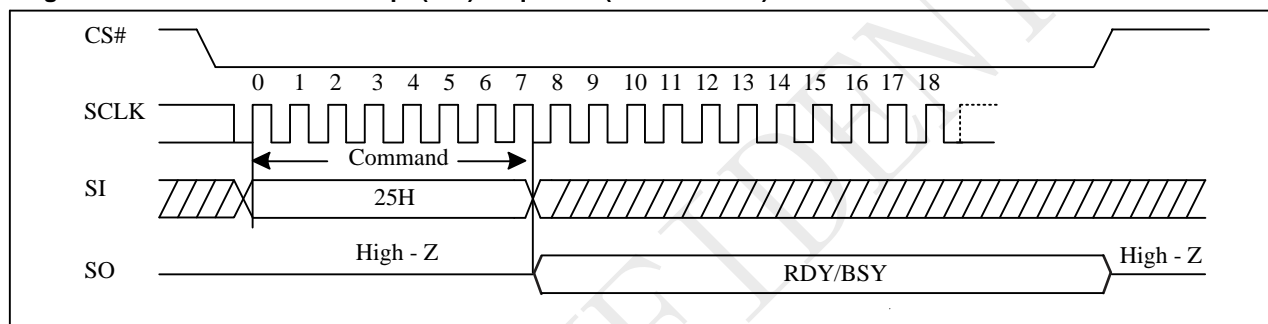 CS#
0 1 2 3 4 5 6 7 8 9 10 11 12 13 14 15 16 17 18
SCLK
Command
SI
25H
High - Z
High - Z
SO
RDY/BSY